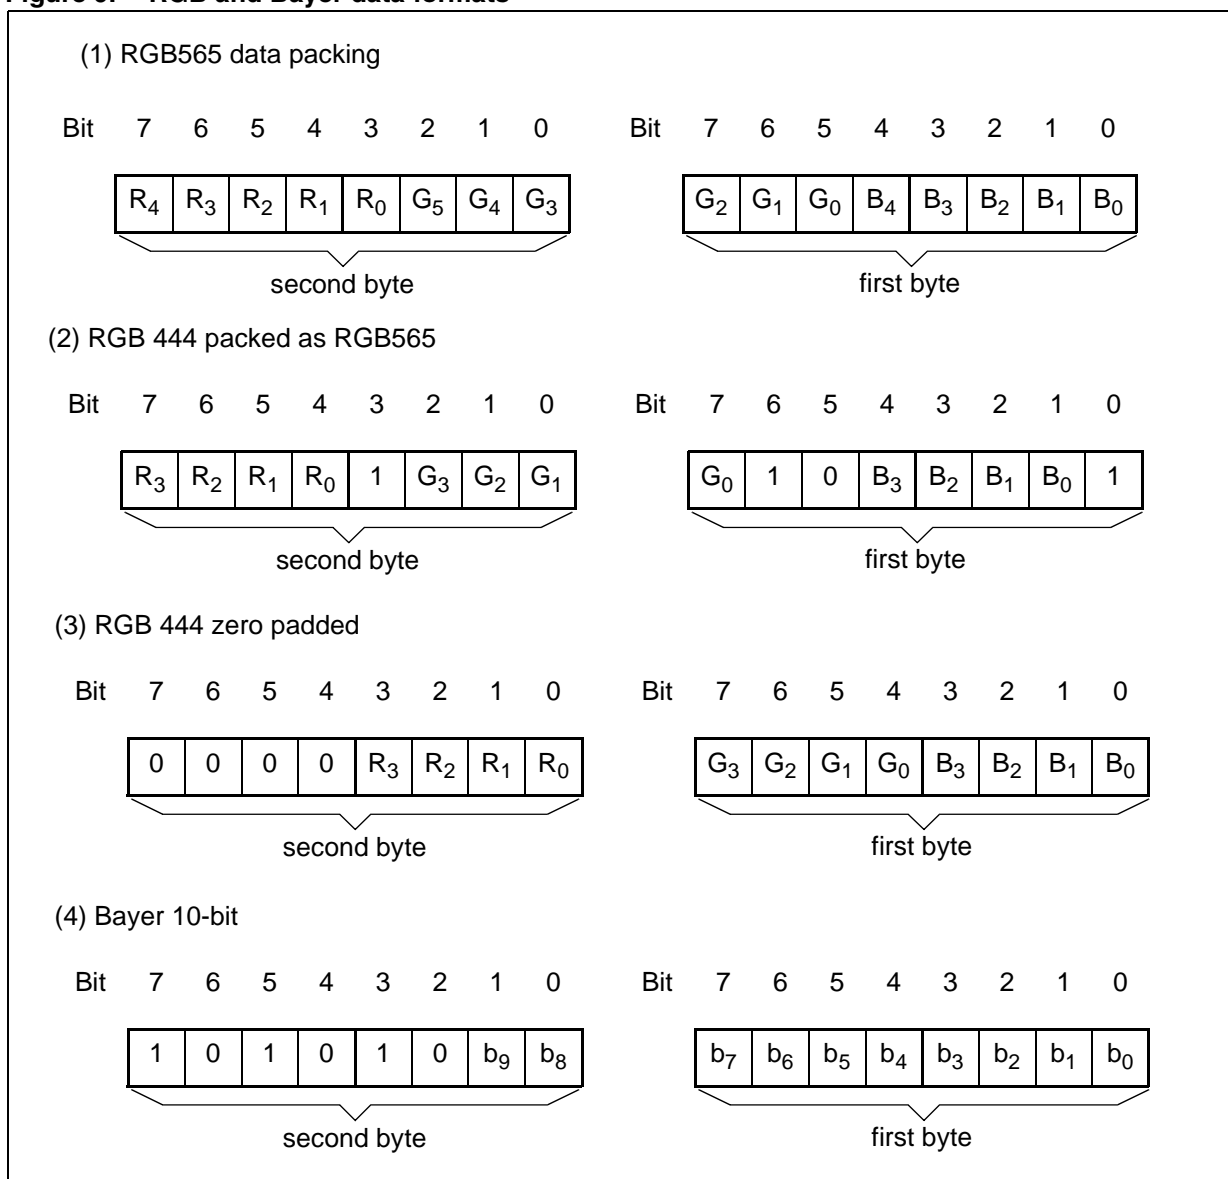 (1) RGB565 data packing
Bit 7 6 5 4 3 2 1 0 Bit 7 6 5 4 3 2 1 0
R4 R3 R2 R1 R0 G5 G4 G3 G2 G1 G0 B4 B3 B2 B1 B0
second byte first byte
(2) RGB 444 packed as RGB565
Bit 7 6 5 4 3 2 1 0 Bit 7 6 5 4 3 2 1 0
R3 R2 R1 R0 1 G3 G2 G1 G0 1 0 B3 B2 B1 B0 1
second byte first byte
(3) RGB 444 zero padded
Bit 7 6 5 4 3 2 1 0 Bit 7 6 5 4 3 2 1 0
0 0 0 0 R3 R2 R1 R0 G3 G2 G1 G0 B3 B2 B1 B0
second byte first byte
(4) Bayer 10-bit
Bit 7 6 5 4 3 2 1 0 Bit 7 6 5 4 3 2 1 0
1 0 1 0 1 0 b9 b8 b7 b6 b5 b4 b3 b2 b1 b0
second byte first byte